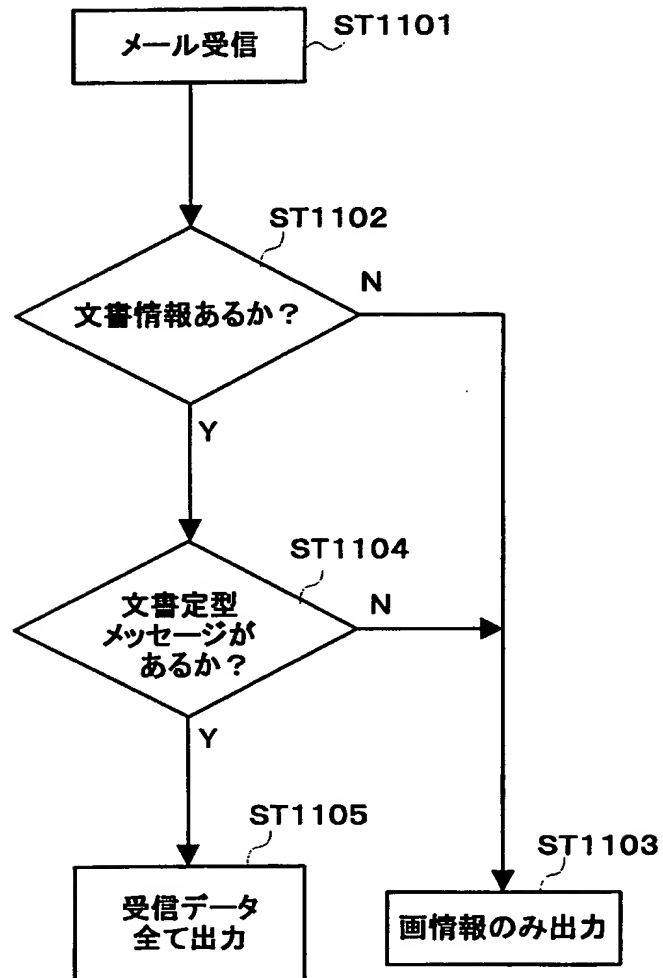 メール受信
ST1101
ST1102
文書情報あるか？
N
Y
ST1104
文書定型
メッセージが
あるか？
N
Y
ST1105
受信データ
全て出力
ST1103
画情報のみ出力